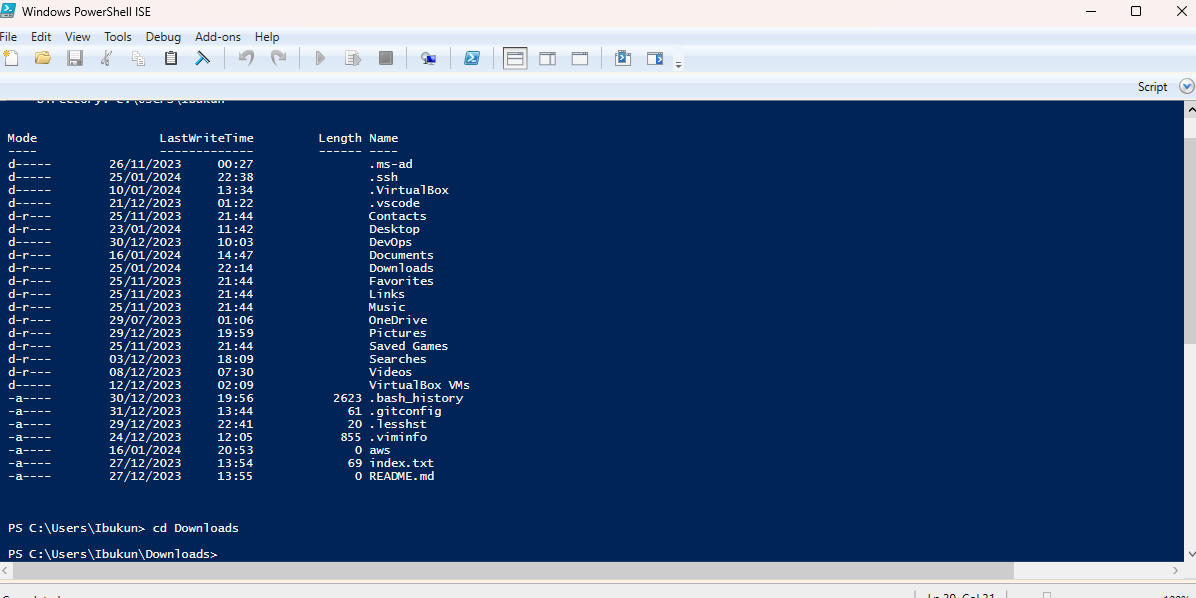 Windows PowerShell ISE
File Edit View Tools Debug Add-ons Help
Script
Directory: C:\Users\Ibukun
Mode LastWriteTime Length Name
---- ------------- ------ ----
d----- 26/11/2023 00:27 .ms-ad
d----- 25/01/2024 22:38 .ssh
d----- 10/01/2024 13:34 .VirtualBox
d----- 21/12/2023 01:22 .vscode
d-r--- 25/11/2023 21:44 Contacts
d-r--- 23/01/2024 11:42 Desktop
d----- 30/12/2023 10:03 DevOps
d-r--- 16/01/2024 14:47 Documents
d-r--- 25/01/2024 22:14 Downloads
d-r--- 25/11/2023 21:44 Favorites
d-r--- 25/11/2023 21:44 Links
d-r--- 25/11/2023 21:44 Music
d-r--- 29/07/2023 01:06 OneDrive
d-r--- 29/12/2023 19:59 Pictures
d-r--- 25/11/2023 21:44 Saved Games
d-r--- 03/12/2023 18:09 Searches
d-r--- 08/12/2023 07:30 Videos
d----- 12/12/2023 02:09 VirtualBox VMs
-a---- 30/12/2023 19:56 2623 .bash_history
-a---- 31/12/2023 13:44 61 .gitconfig
-a---- 29/12/2023 22:41 20 .lesshst
-a---- 24/12/2023 12:05 855 .viminfo
-a---- 16/01/2024 20:53 0 aws
-a---- 27/12/2023 13:54 69 index.txt
-a---- 27/12/2023 13:55 0 README.md
PS C:\Users\Ibukun> cd Downloads
PS C:\Users\Ibukun\Downloads>